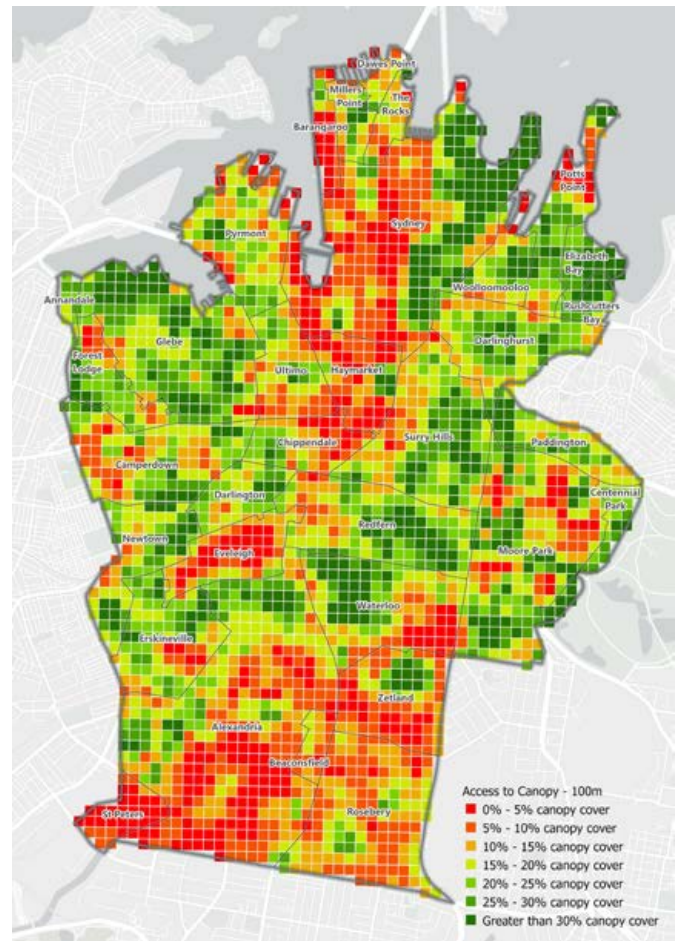 Dawes Point
Millers
Point
The
Rocks
Barangaroo
Potts
Point
Sydney
Pyrmont
Elizabeth
Bay
Woolloomooloo
Annandale
Rushcutters
Bay
Glebe
Darlinghurst
Forest
Lodge
Ultimo
Haymarket
Chippendale
Surry Hills
Paddington
Camperdown
Darlington
Centennial
Park
Redfern
Newtown
Eveleigh
Moore Park
Waterloo
Erskineville
Zetland
Alexandria
Beaconsfield
St Peters
Rosebery
Access to Canopy - 100m
0% - 5% canopy cover
5% - 10% canopy cover
10% - 15% canopy cover
15% - 20% canopy cover
20% - 25% canopy cover
25% - 30% canopy cover
Greater than 30% canopy cover